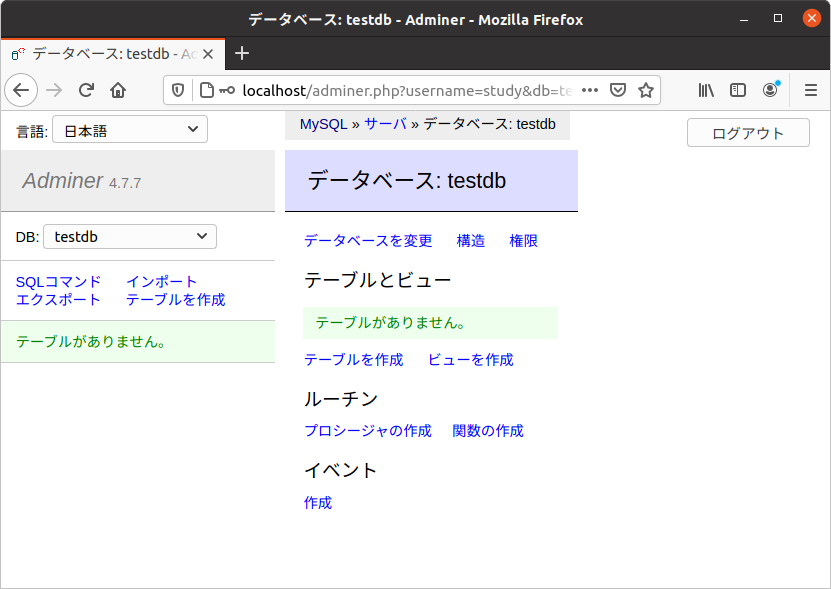 データベース: testdb - Adminer - Mozilla Firefox
データベース: testdb - Ad
localhost/adminer.php?username=study&db=te
言語: 日本語
MySQL » サーバ » データベース: testdb
ログアウト
Adminer 4.7.7
データベース: testdb
DB: testdb
データベースを変更 構造 権限
SQLコマンド インポート
エクスポート テーブルを作成
テーブルとビュー
テーブルがありません。
テーブルがありません。
テーブルを作成 ビューを作成
ルーチン
プロシージャの作成 関数の作成
イベント
作成